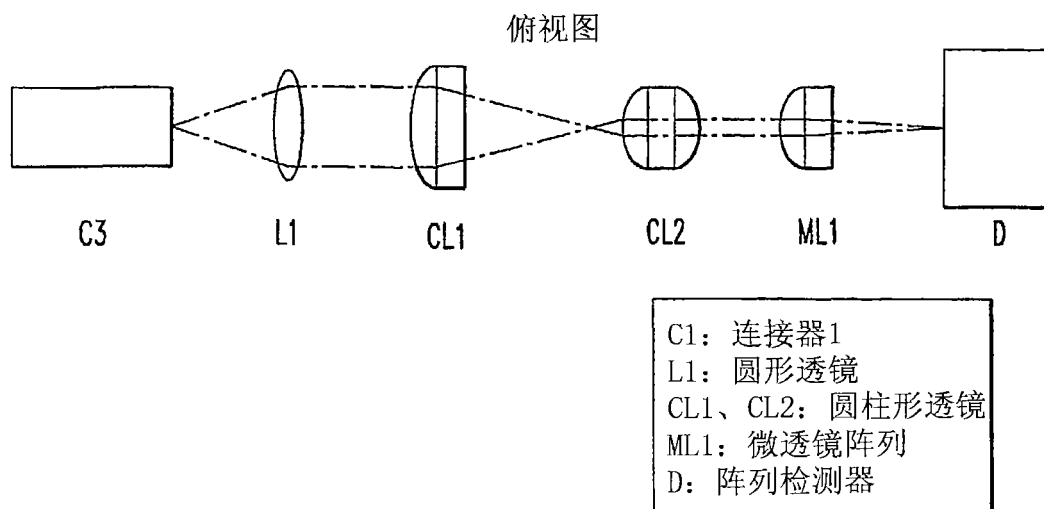 俯视图
C3 L1 CL1 CL2 ML1 D
C1: 连接器1
L1: 圆形透镜
CL1、CL2: 圆柱形透镜
ML1: 微透镜阵列
D: 阵列检测器